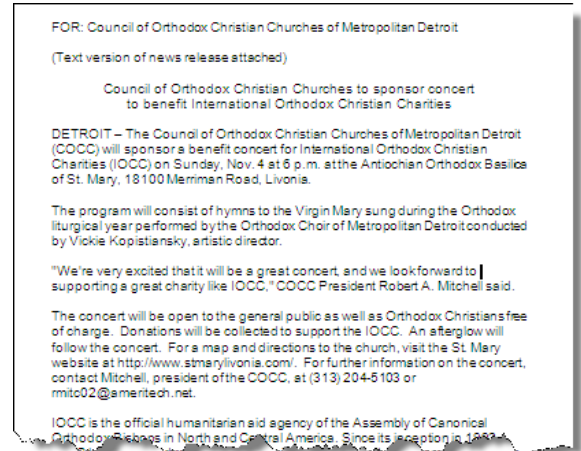 FOR: Council of Orthodox Christian Churches of Metropolitan Detroit
(Text version of news release attached)
Council of Orthodox Christian Churches to sponsor concert
to benefit International Orthodox Christian Charities
DETROIT – The Council of Orthodox Christian Churches of Metropolitan Detroit
(COCC) will sponsor a benefit concert for International Orthodox Christian
Charities (IOCC) on Sunday, Nov. 4 at 6 p.m. at the Antiochian Orthodox Basilica
of St. Mary, 18100 Merriman Road, Livonia.
The program will consist of hymns to the Virgin Mary sung during the Orthodox
liturgical year performed by the Orthodox Choir of Metropolitan Detroit conducted
by Vickie Kopistiansky, artistic director.
"We're very excited that it will be a great concert, and we look forward to
supporting a great charity like IOCC," COCC President Robert A. Mitchell said.
The concert will be open to the general public as well as Orthodox Christians free
of charge. Donations will be collected to support the IOCC. An afterglow will
follow the concert. For a map and directions to the church, visit the St. Mary
website at http://www.stmarylivonia.com/. For further information on the concert,
contact Mitchell, president of the COCC, at (313) 204-5103 or
rmitc02@ameritech.net.
IOCC is the official humanitarian aid agency of the Assembly of Canonical
Orthodox Bishops in North and Central America. Since its inception in